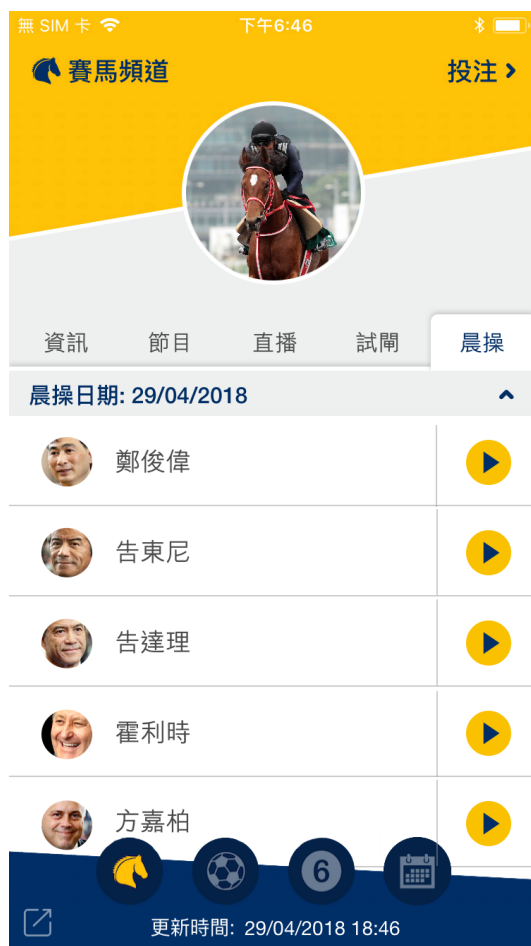 無 SIM 卡 下午6:46
賽馬頻道 投注
資訊 節目 直播 試閘 晨操
晨操日期: 29/04/2018
鄭俊偉
告東尼
告達理
霍利時
方嘉柏
6
更新時間: 29/04/2018 18:46